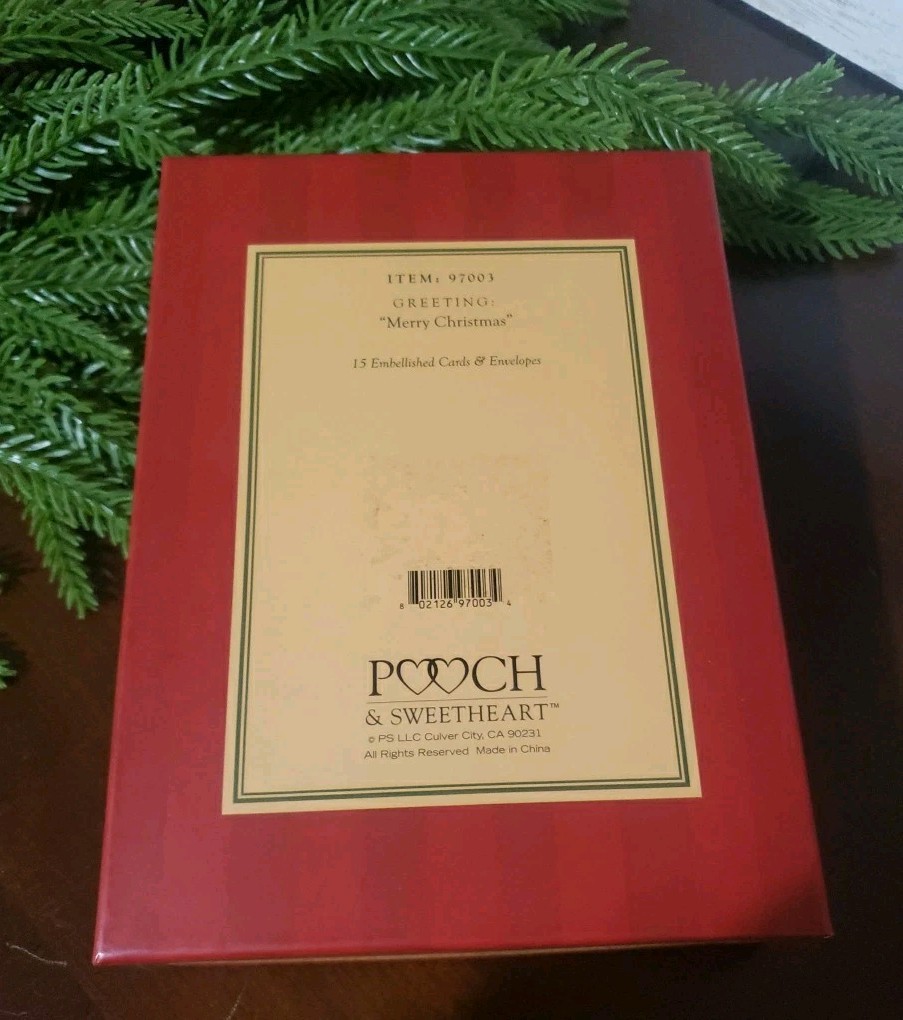 ITEM: 97003
GREETING:
“Merry Christmas”
15 Embellished Cards & Envelopes
8 02126 97003 4
POOCH
& SWEETHEART™
© PS LLC Culver City, CA 90231
All Rights Reserved Made in China